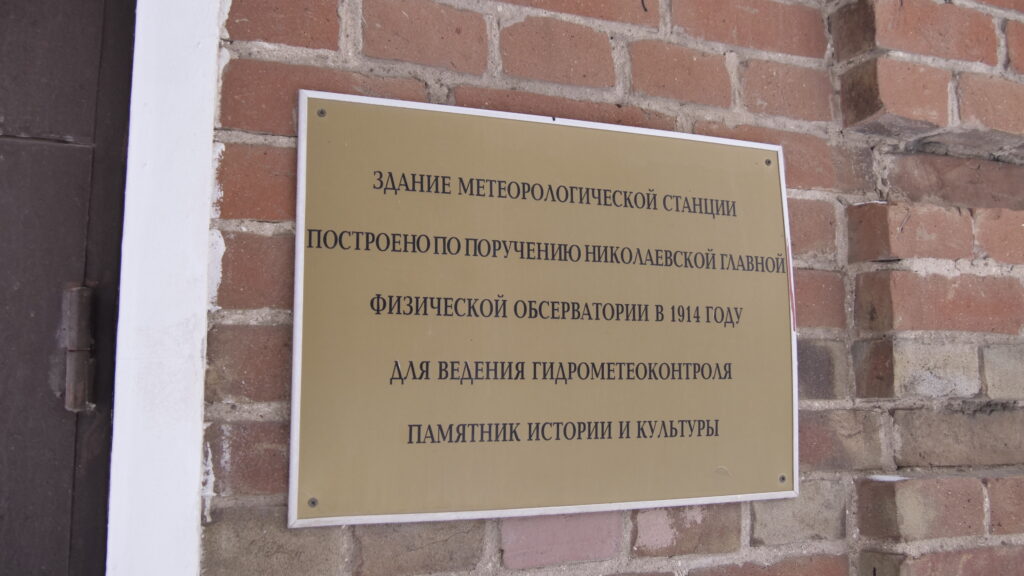 ЗДАНИЕ МЕТЕОРОЛОГИЧЕСКОЙ СТАНЦИИ
ПОСТРОЕНО ПО ПОРУЧЕНИЮ НИКОЛАЕВСКОЙ ГЛАВНОЙ
ФИЗИЧЕСКОЙ ОБСЕРВАТОРИИ В 1914 ГОДУ
ДЛЯ ВЕДЕНИЯ ГИДРОМЕТЕОКОНТРОЛЯ
ПАМЯТНИК ИСТОРИИ И КУЛЬТУРЫ